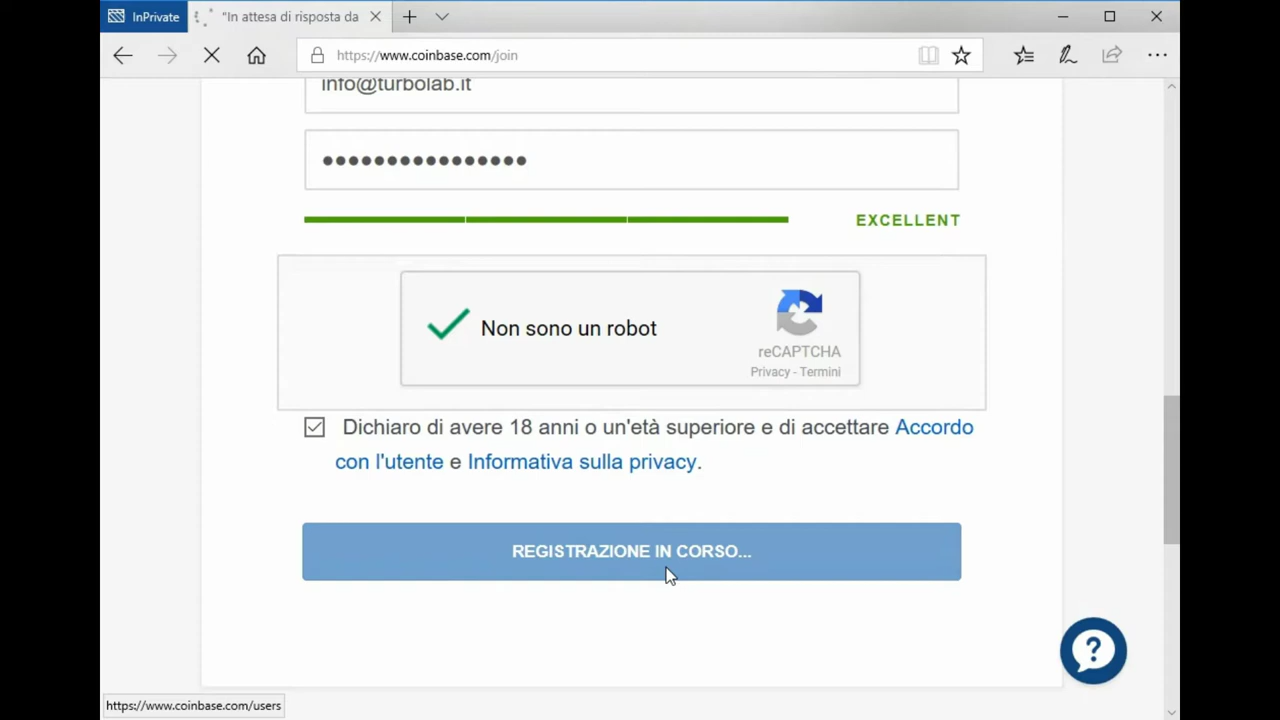 InPrivate
"In attesa di risposta da
https://www.coinbase.com/join
info@turbolab.it
EXCELLENT
Non sono un robot
reCAPTCHA
Privacy - Termini
Dichiaro di avere 18 anni o un'età superiore e di accettare Accordo
con l'utente e Informativa sulla privacy.
REGISTRAZIONE IN CORSO...
?
https://www.coinbase.com/users